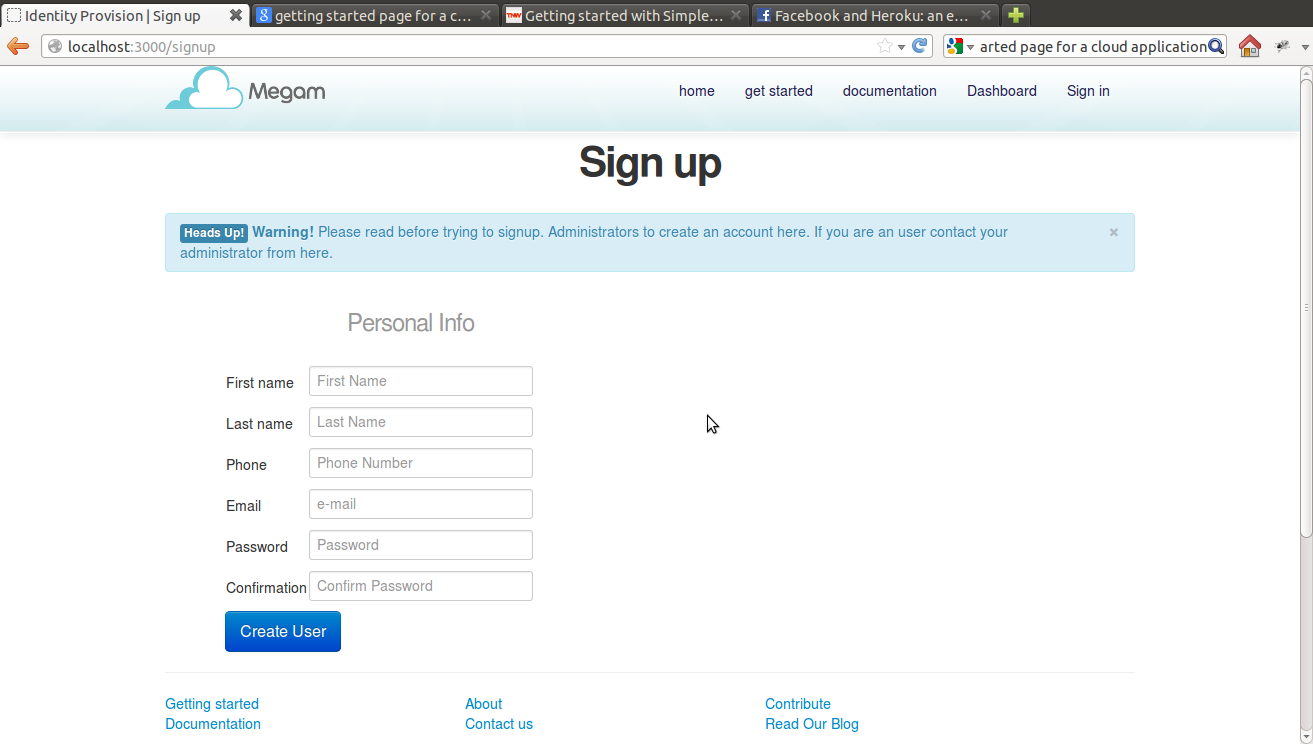 Identity Provision | Sign up
getting started page for a c...
Getting started with Simple...
Facebook and Heroku: an e...
localhost:3000/signup
arted page for a cloud application
Megam
home
get started
documentation
Dashboard
Sign in
Sign up
Heads Up! Warning! Please read before trying to signup. Administrators to create an account here. If you are an user contact your
administrator from here.
×
Personal Info
First name First Name
Last name Last Name
Phone Phone Number
Email e-mail
Password Password
Confirmation Confirm Password
Create User
Getting started
About
Contribute
Documentation
Contact us
Read Our Blog